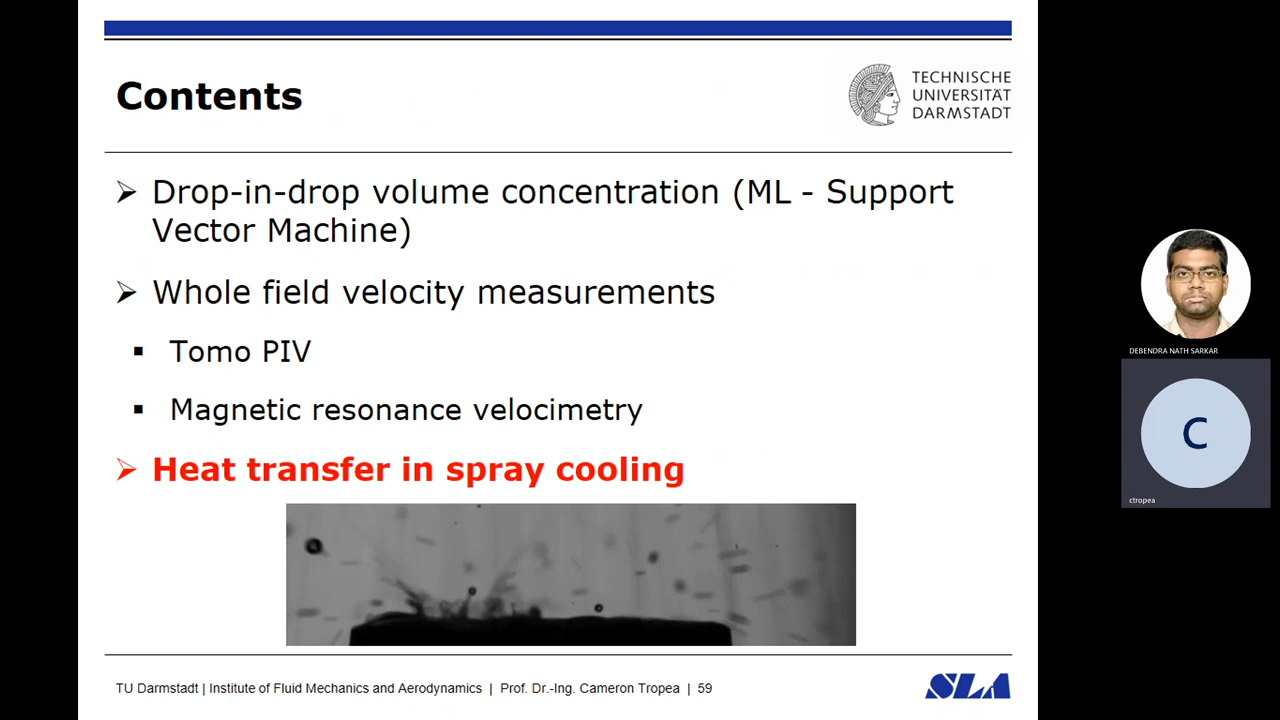 Contents
TECHNISCHE
UNIVERSITÄT
DARMSTADT
Drop-in-drop volume concentration (ML - Support
Vector Machine)
Whole field velocity measurements
Tomo PIV
Magnetic resonance velocimetry
Heat transfer in spray cooling
TU Darmstadt | Institute of Fluid Mechanics and Aerodynamics | Prof. Dr.-Ing. Cameron Tropea | 59
SLA
DEBENDRA NATH SARKAR
C
ctropea